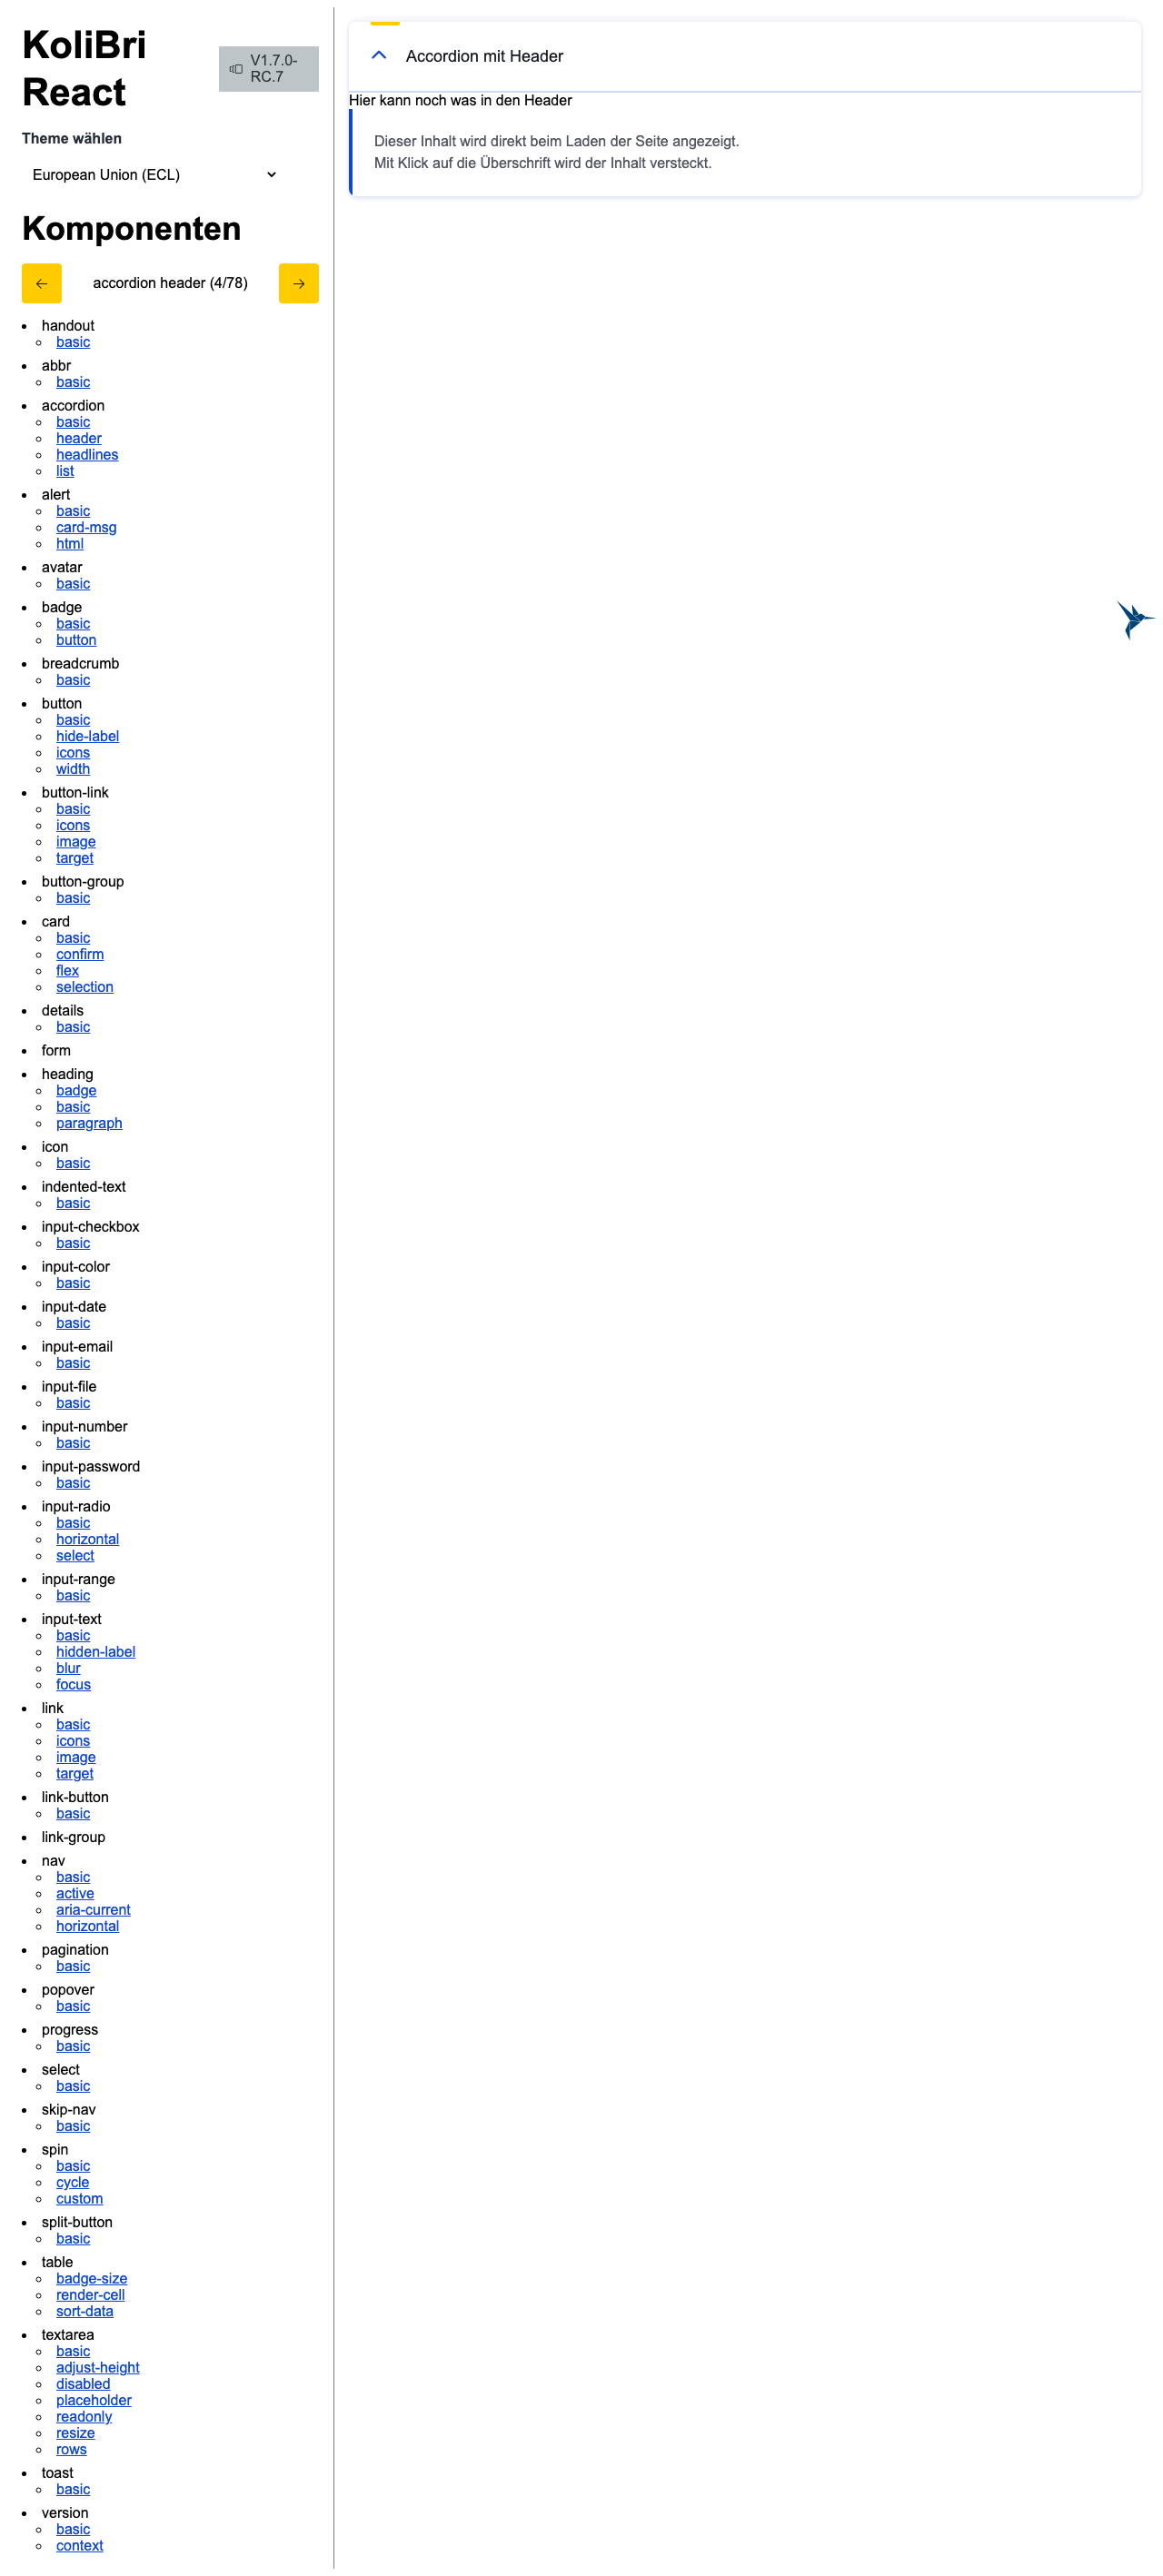 KoliBri
React
V1.7.0-
RC.7
Theme wählen
European Union (ECL)
Komponenten
accordion header (4/78)
handout
basic
abbr
basic
accordion
basic
header
headlines
list
alert
basic
card-msg
html
avatar
basic
badge
basic
button
breadcrumb
basic
button
basic
hide-label
icons
width
button-link
basic
icons
image
target
button-group
basic
card
basic
confirm
flex
selection
details
basic
form
heading
badge
basic
paragraph
icon
basic
indented-text
basic
input-checkbox
basic
input-color
basic
input-date
basic
input-email
basic
input-file
basic
input-number
basic
input-password
basic
input-radio
basic
horizontal
select
input-range
basic
input-text
basic
hidden-label
blur
focus
link
basic
icons
image
target
link-button
basic
link-group
nav
basic
active
aria-current
horizontal
pagination
basic
popover
basic
progress
basic
select
basic
skip-nav
basic
spin
basic
cycle
custom
split-button
basic
table
badge-size
render-cell
sort-data
textarea
basic
adjust-height
disabled
placeholder
readonly
resize
rows
toast
basic
version
basic
context
Accordion mit Header
Hier kann noch was in den Header
Dieser Inhalt wird direkt beim Laden der Seite angezeigt.
Mit Klick auf die Überschrift wird der Inhalt versteckt.